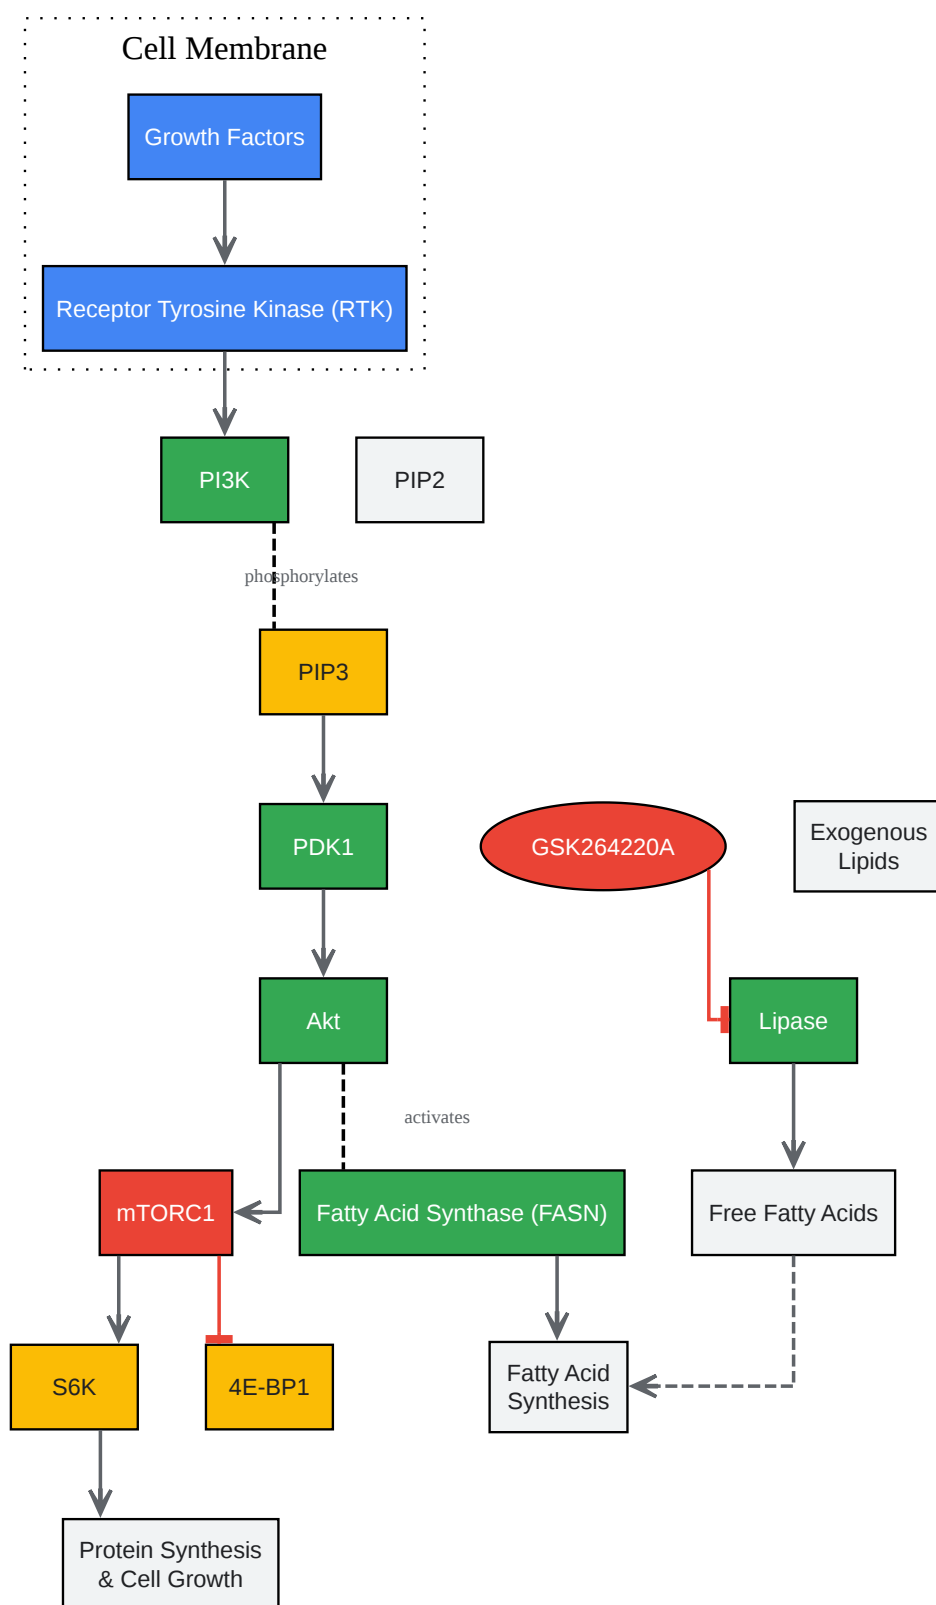 Cell Membrane
Growth Factors
Receptor Tyrosine Kinase (RTK)
PI3K
PIP2
phosphorylates
PIP3
PDK1
GSK264220A
Exogenous
Lipids
Akt
Lipase
activates
mTORC1
Fatty Acid Synthase (FASN)
Free Fatty Acids
S6K
4E-BP1
Fatty Acid
Synthesis
Protein Synthesis
& Cell Growth